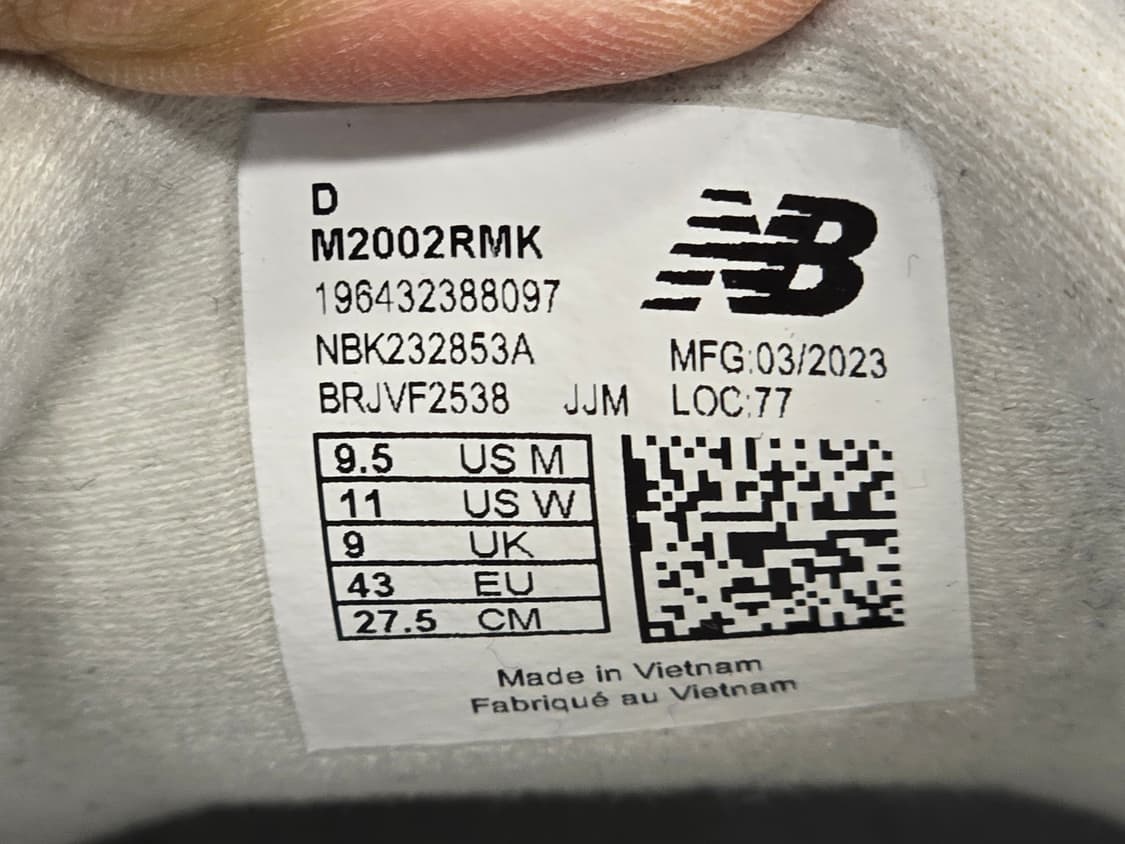 D
M2002RMK
196432388097
NBK232853A
BRJVF2538 JJM
NB
MFG:03/2023
LOC:77
9.5 US M
11 US W
9 UK
43 EU
27.5 CM
Made in Vietnam
Fabriqué au Vietnam